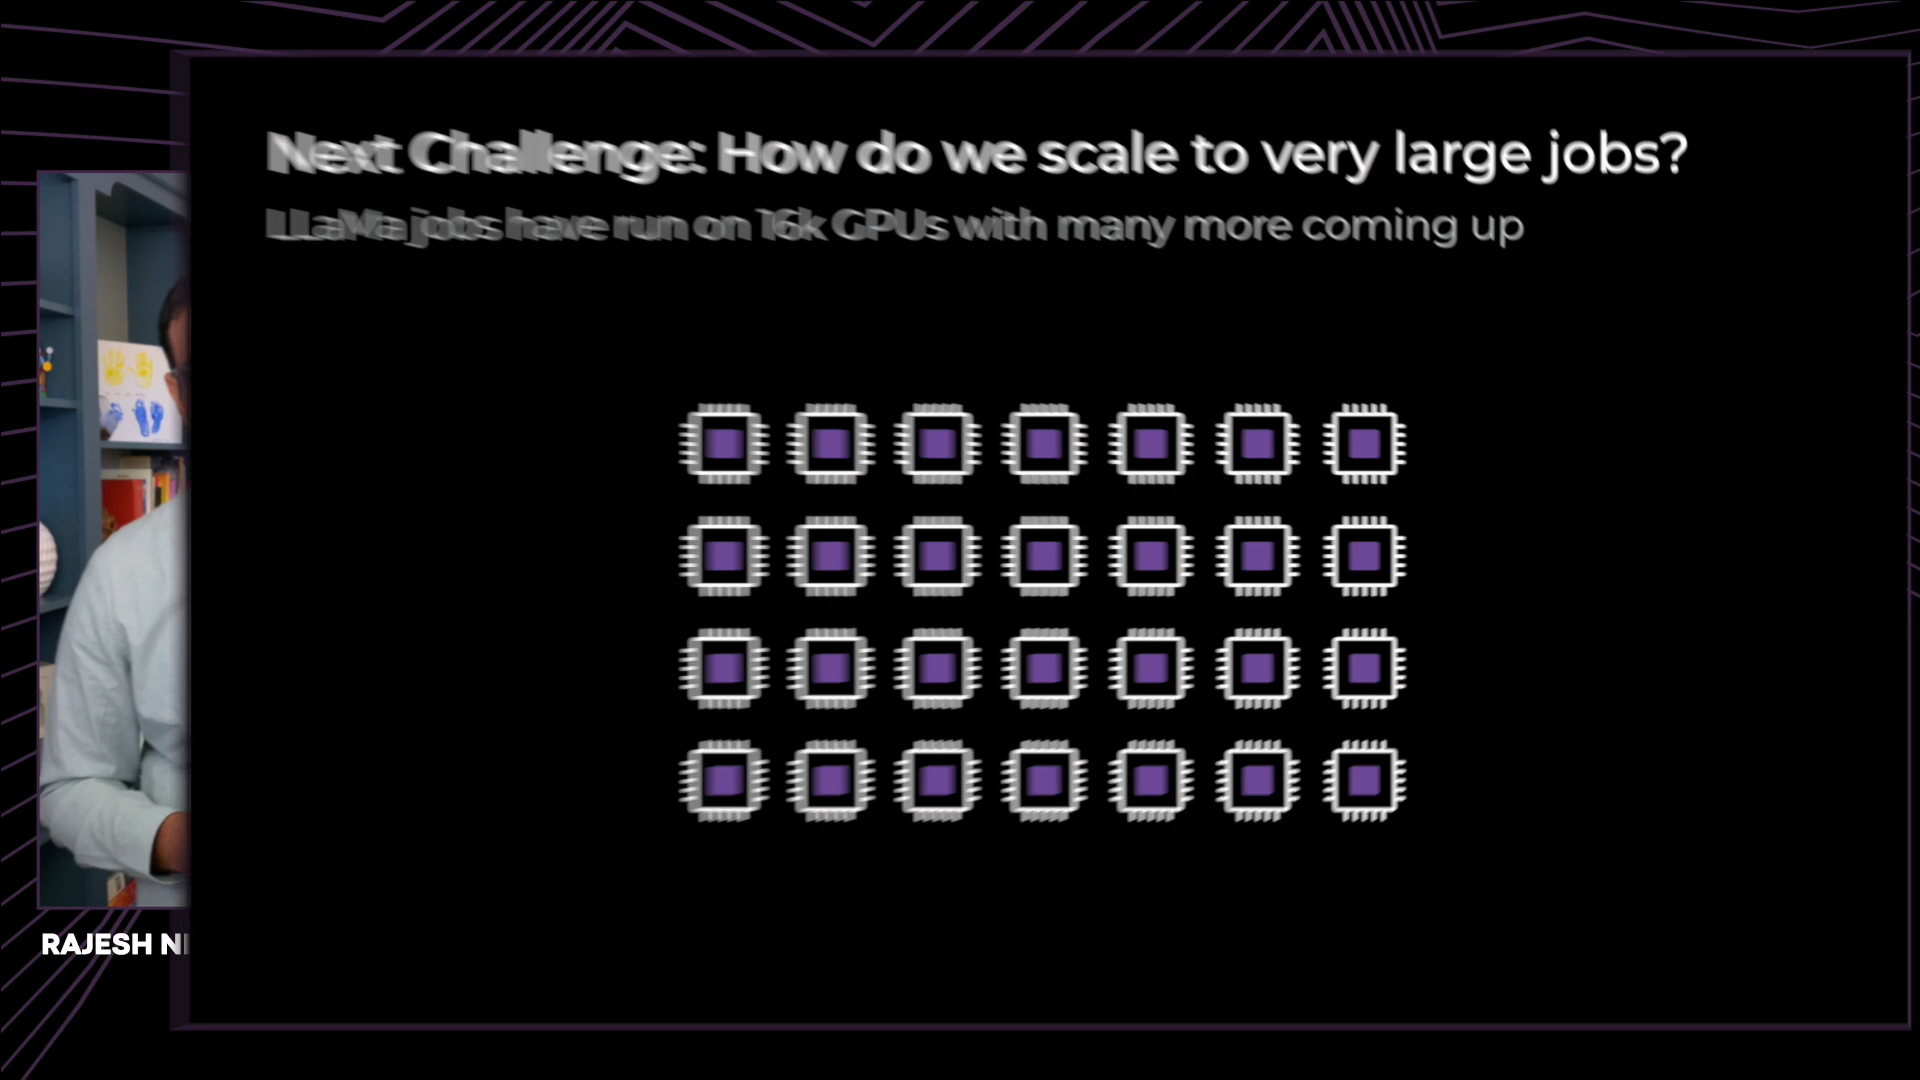 Next Challenge: How do we scale to very large jobs?
LLaMa jobs have run on 16k GPUs with many more coming up
RAJESH